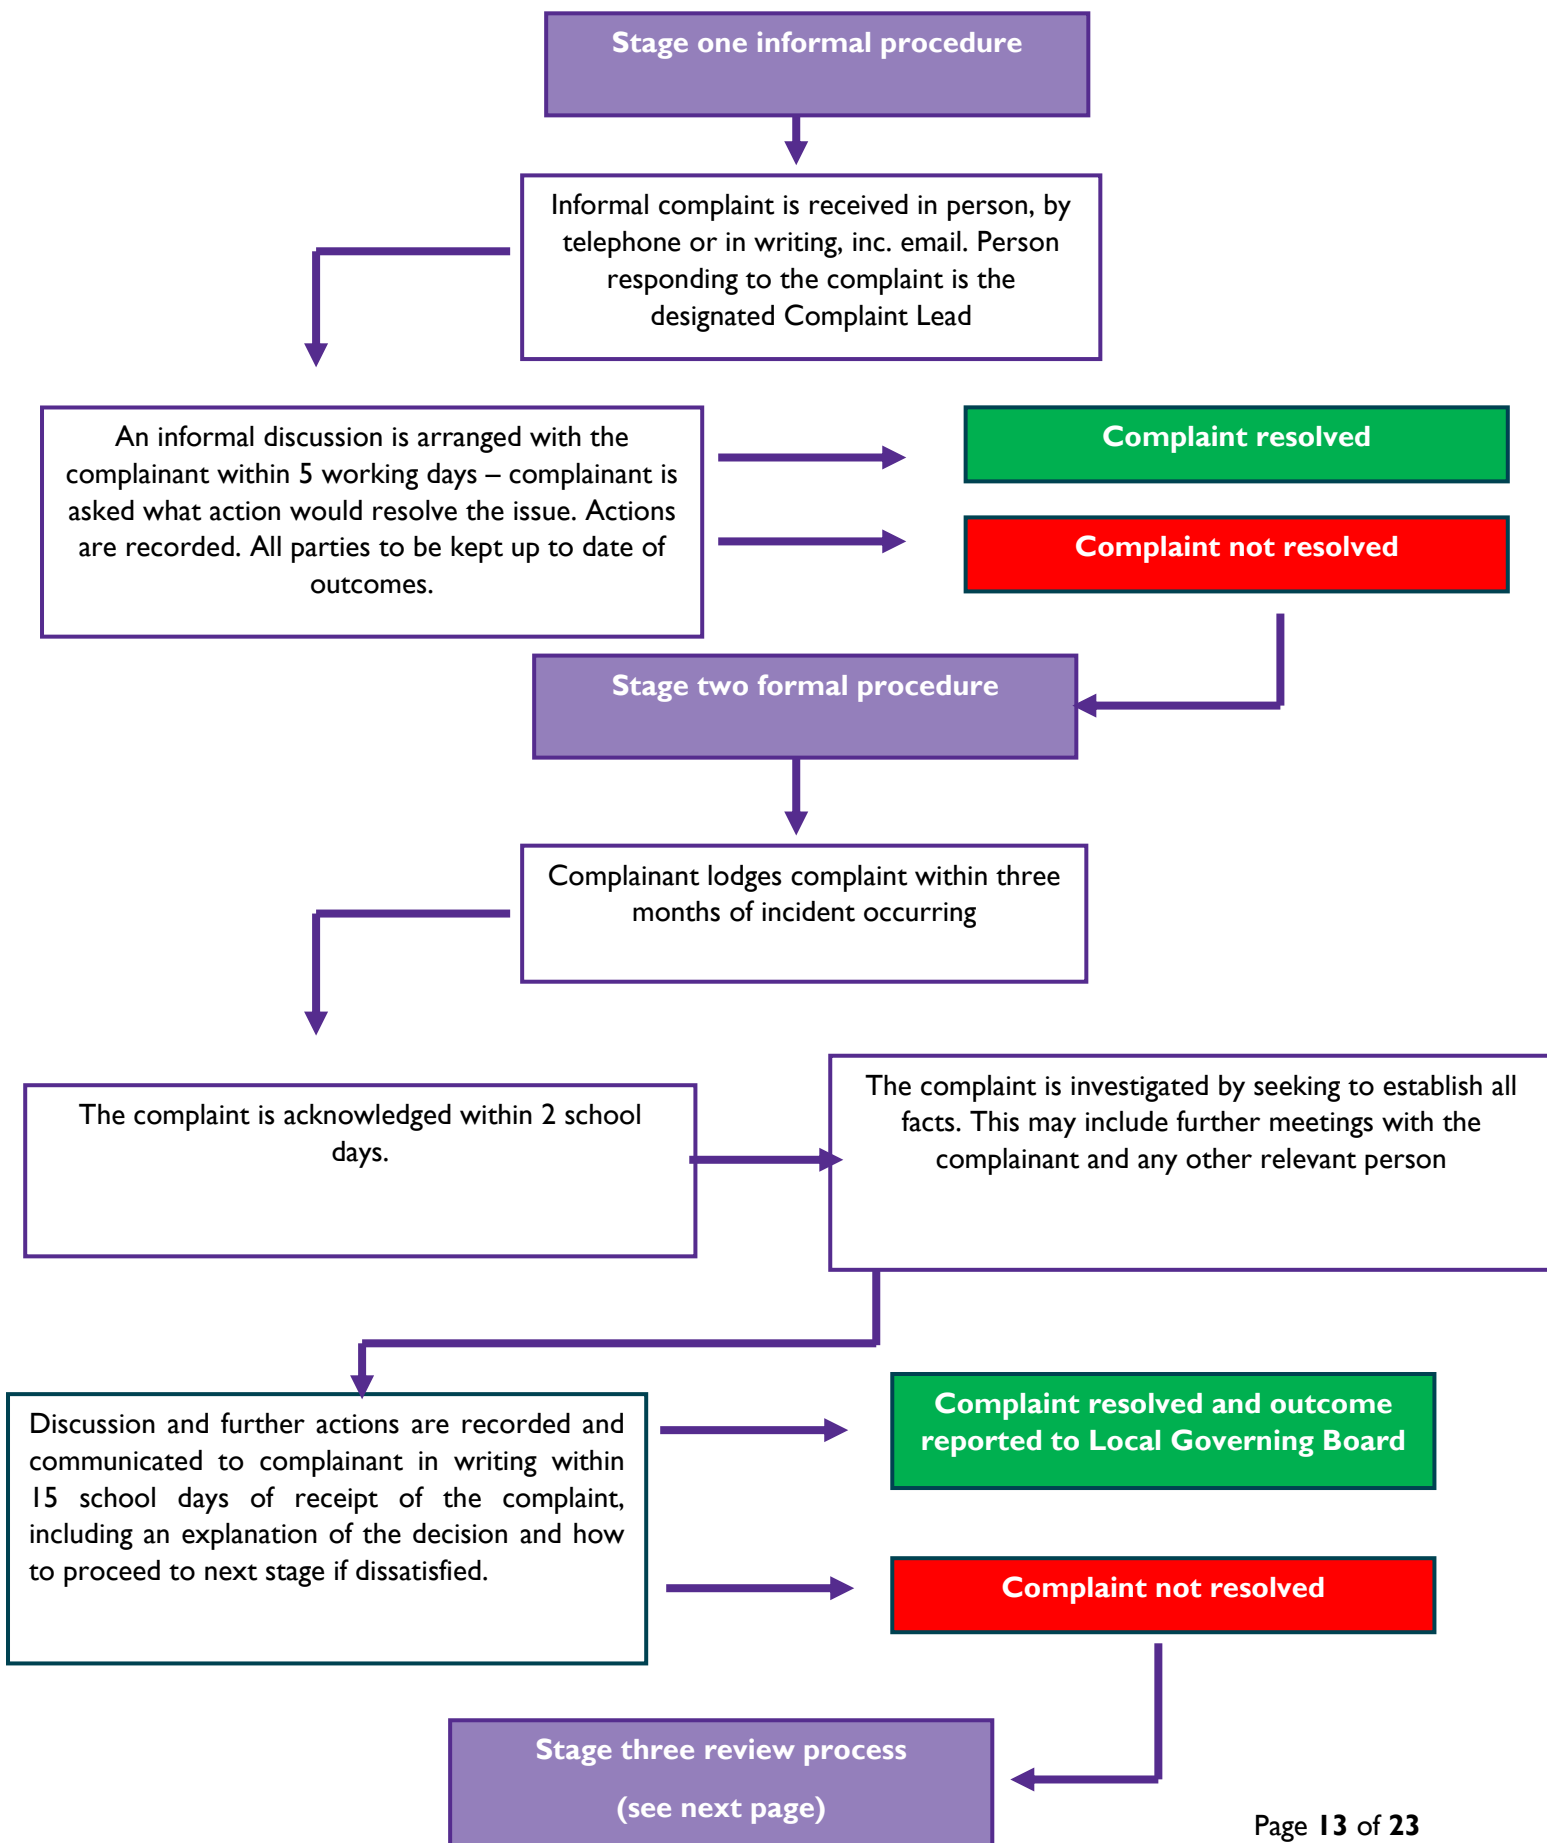 Stage one informal procedure
Informal complaint is received in person, by
telephone or in writing, inc. email. Person
responding to the complaint is the
designated Complaint Lead
An informal discussion is arranged with the
complainant within 5 working days – complainant is
asked what action would resolve the issue. Actions
are recorded. All parties to be kept up to date of
outcomes.
Complaint resolved
Complaint not resolved
Stage two formal procedure
Complainant lodges complaint within three
months of incident occurring
The complaint is acknowledged within 2 school
days.
The complaint is investigated by seeking to establish all
facts. This may include further meetings with the
complainant and any other relevant person
Discussion and further actions are recorded and
communicated to complainant in writing within
15 school days of receipt of the complaint,
including an explanation of the decision and how
to proceed to next stage if dissatisfied.
Complaint resolved and outcome
reported to Local Governing Board
Complaint not resolved
Stage three review process
(see next page)
Page 13 of 23